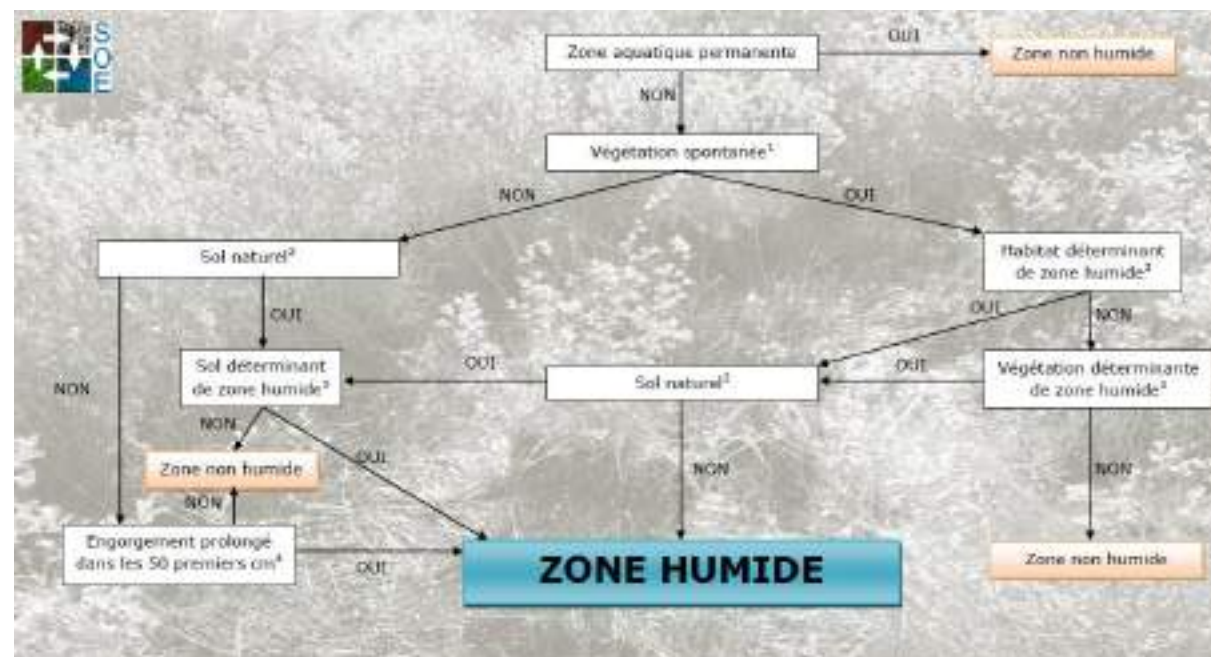 SOE
Zone aquatique permanente
OUI
Zone non humide
NON
Végétation spontanée¹
NON
OUI
Sol naturel²
Habitat déterminant
de zone humide³
OUI
OUI
NON
Sol déterminant
de zone humide³
OUI
Sol naturel²
OUI
Végétation déterminante
de zone humide³
NON
NON
Zone non humide
OUI
NON
NON
NON
Engorgement prolongé
dans les 50 premiers cm⁴
OUI
ZONE HUMIDE
Zone non humide